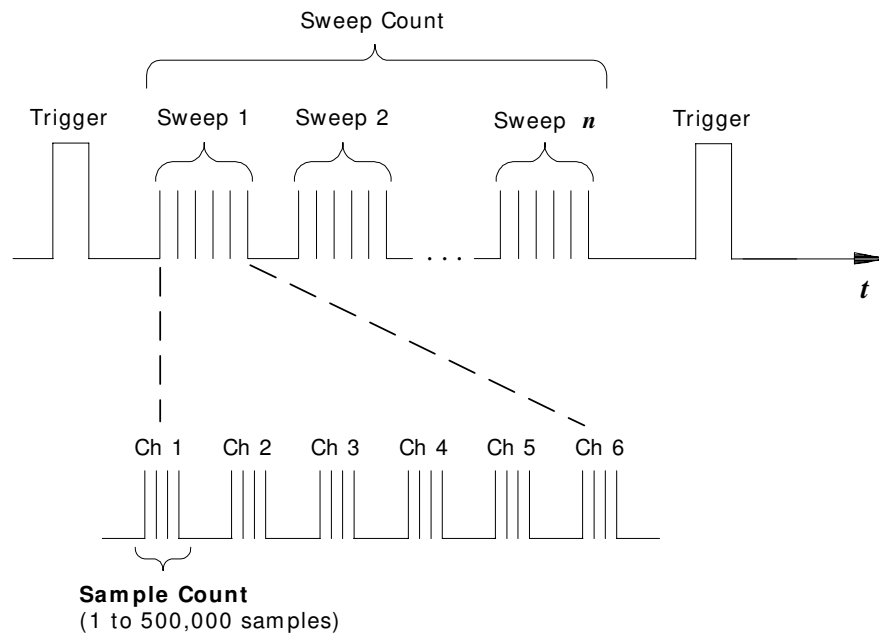 Sweep Count
Trigger Sweep 1 Sweep 2 Sweep n Trigger
. . .
t
Ch 1 Ch 2 Ch 3 Ch 4 Ch 5 Ch 6
Sample Count
(1 to 500,000 samples)